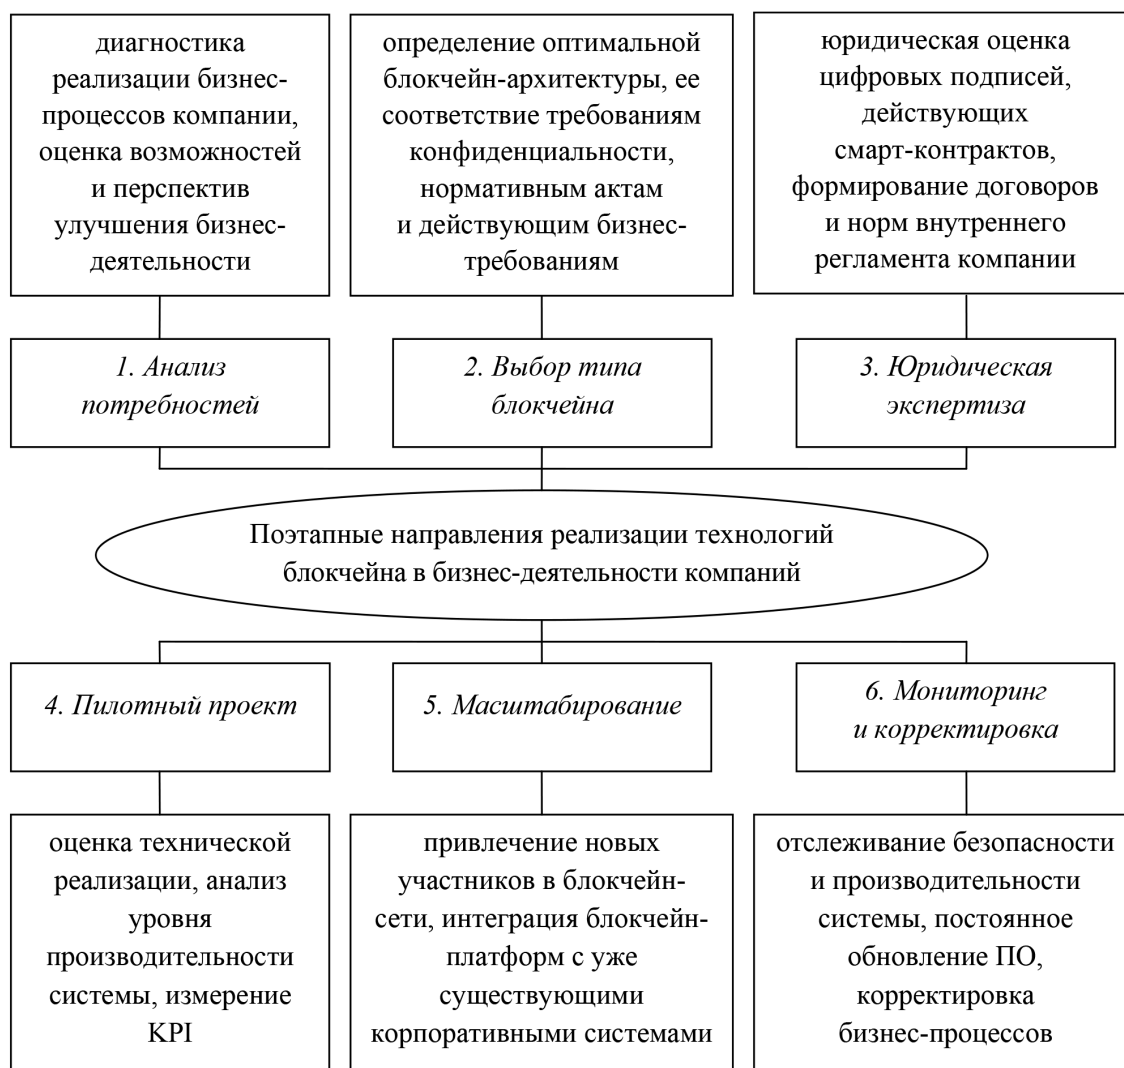 диагностика
реализации бизнес-
процессов компании,
оценка возможностей
и перспектив
улучшения бизнес-
деятельности
определение оптимальной
блокчейн-архитектуры, ее
соответствие требованиям
конфиденциальности,
нормативным актам
и действующим бизнес-
требованиям
юридическая оценка
цифровых подписей,
действующих
смарт-контрактов,
формирование договоров
и норм внутреннего
регламента компании
1. Анализ
потребностей
2. Выбор типа
блокчейна
3. Юридическая
экспертиза
Поэтапные направления реализации технологий
блокчейна в бизнес-деятельности компаний
4. Пилотный проект
5. Масштабирование
6. Мониторинг
и корректировка
оценка технической
реализации, анализ
уровня
производительности
системы, измерение
KPI
привлечение новых
участников в блокчейн-
сети, интеграция блокчейн-
платформ с уже
существующими
корпоративными системами
отслеживание безопасности
и производительности
системы, постоянное
обновление ПО,
корректировка
бизнес-процессов